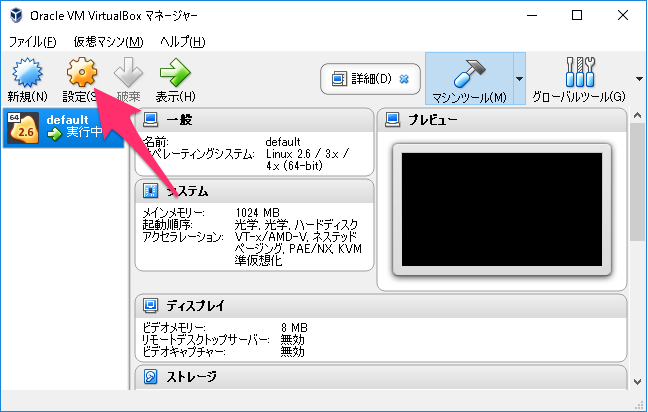 Oracle VM VirtualBox マネージャー
ファイル(F) 仮想マシン(M) ヘルプ(H)
新規(N) 設定(S 破棄 表示(H) 詳細(D) マシンツール(M) グローバルツール(G)
64
2.6
default
実行中
一般
名前: default
オペレーティングシステム: Linux 2.6 / 3.x /
4.x (64-bit)
システム
メインメモリー: 1024 MB
起動順序: 光学, 光学, ハードディスク
アクセラレーション: VT-x/AMD-V, ネステッド
ページング, PAE/NX, KVM
準仮想化
プレビュー
ディスプレイ
ビデオメモリー: 8 MB
リモートデスクトップサーバー: 無効
ビデオキャプチャー: 無効
ストレージ